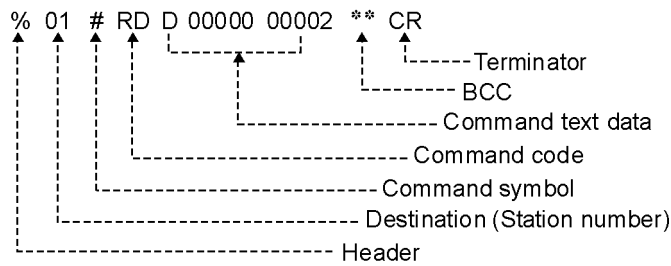 % 01 # RD D 00000 00002 ** CR
Terminator
BCC
Command text data
Command code
Command symbol
Destination (Station number)
Header